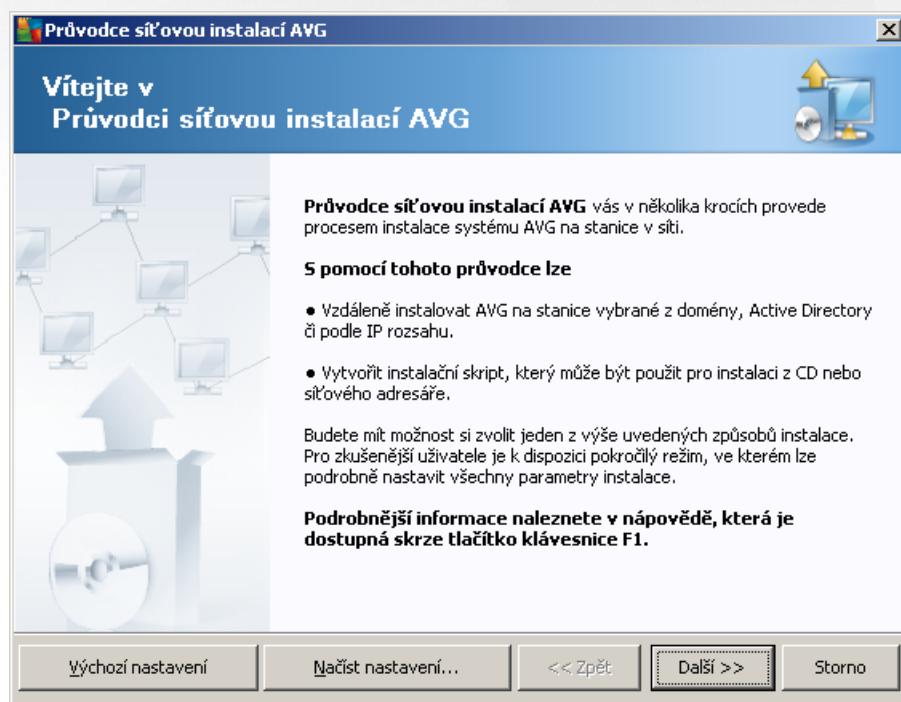 Průvodce síťovou instalací AVG
Vítejte v
Průvodci síťovou instalací AVG
Průvodce síťovou instalací AVG vás v několika krocích provede
procesem instalace systému AVG na stanice v síti.
S pomocí tohoto průvodce lze
● Vzdáleně instalovat AVG na stanice vybrané z domény, Active Directory
či podle IP rozsahu.
● Vytvořit instalační skript, který může být použit pro instalaci z CD nebo
síťového adresáře.
Budete mít možnost si zvolit jeden z výše uvedených způsobů instalace.
Pro zkušenější uživatele je k dispozici pokročilý režim, ve kterém lze
podrobně nastavit všechny parametry instalace.
Podrobnější informace naleznete v nápovědě, která je
dostupná skrze tlačítko klávesnice F1.
Výchozí nastavení
Načíst nastavení...
<< Zpět
Další >>
Storno